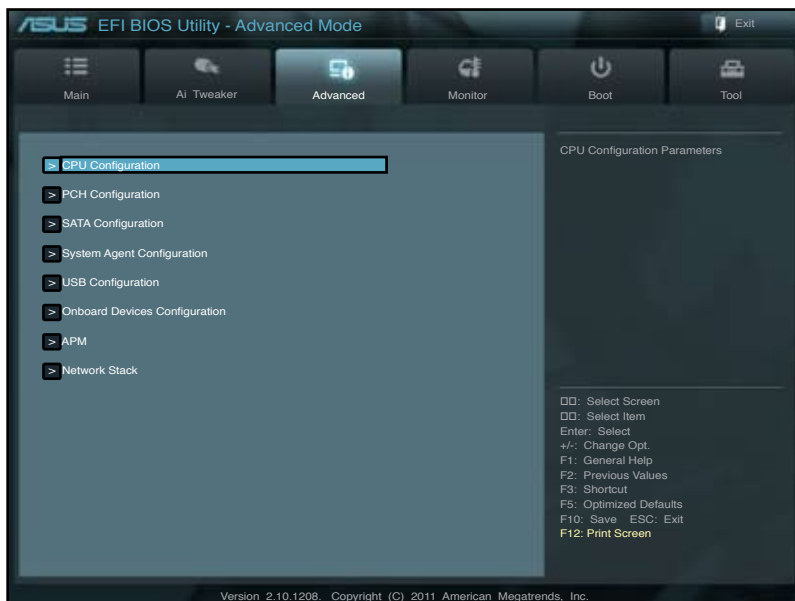 ASUS EFI BIOS Utility - Advanced Mode
Exit
Main
Ai Tweaker
Advanced
Monitor
Boot
Tool
> CPU Configuration
> PCH Configuration
> SATA Configuration
> System Agent Configuration
> USB Configuration
> Onboard Devices Configuration
> APM
> Network Stack
CPU Configuration Parameters
□□: Select Screen
□□: Select Item
Enter: Select
+/-: Change Opt.
F1: General Help
F2: Previous Values
F3: Shortcut
F5: Optimized Defaults
F10: Save ESC: Exit
F12: Print Screen
Version 2.10.1208. Copyright (C) 2011 American Megatrends, Inc.